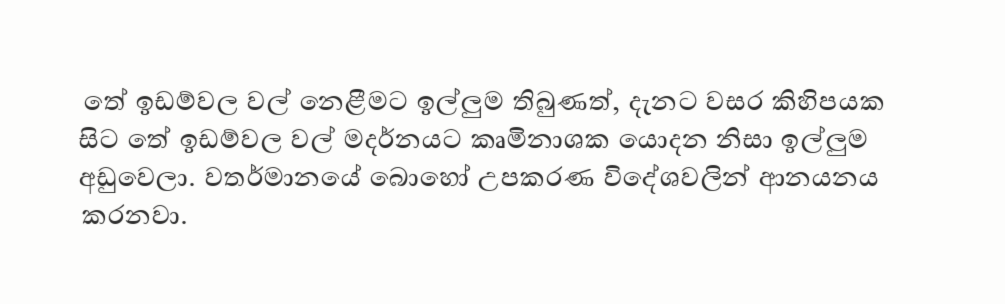 තේ ඉඩම්වල වල් නෙළීමට ඉල්ලුම තිබුණත්, දැනට වසර කිහිපයක
සිට තේ ඉඩම්වල වල් මදර්නයට කෘමිනාශක යොදන නිසා ඉල්ලුම
අඩුවෙලා. වතර්මානයේ බොහෝ උපකරණ විදේශවලින් ආනයනය
කරනවා.